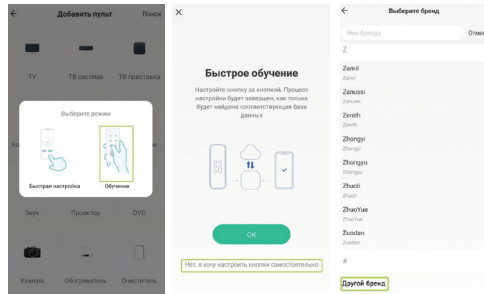 Добавить пульт
Поиск
TV
ТВ система
ТВ приставка
Выберите режим
Быстрая настройка
Обучение
Звук
Проектор
DVD
Камера
Обогреватель
Очиститель
Быстрое обучение
Настройте кнопку за кнопкой. Процесс
настройки будет завершен, как только
будет найдена соответствующая база
данных
OK
Нет, я хочу настроить кнопки самостоятельно
Выберите бренд
Имя бренда
Отме
Z
Zamil
Zamil
Zanussi
Zanussi
Zenith
Zenith
Zhongyi
Zhongyi
Zhongyu
Zhongyu
Zhuoli
Zhuoli
ZhuoYue
ZhuoYue
Zuodan
Zuodan
#
Другой бренд